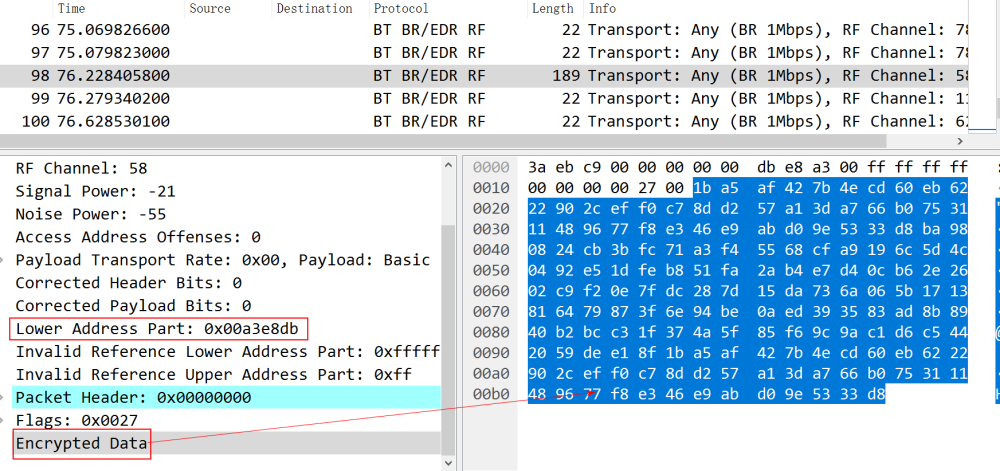 Time Source Destination Protocol Length Info
96 75.069826600 BT BR/EDR RF 22 Transport: Any (BR 1Mbps), RF Channel: 78
97 75.079823000 BT BR/EDR RF 22 Transport: Any (BR 1Mbps), RF Channel: 78
98 76.228405800 BT BR/EDR RF 189 Transport: Any (BR 1Mbps), RF Channel: 58
99 76.279340200 BT BR/EDR RF 22 Transport: Any (BR 1Mbps), RF Channel: 11
100 76.628530100 BT BR/EDR RF 22 Transport: Any (BR 1Mbps), RF Channel: 62
RF Channel: 58
Signal Power: -21
Noise Power: -55
Access Address Offenses: 0
Payload Transport Rate: 0x00, Payload: Basic
Corrected Header Bits: 0
Corrected Payload Bits: 0
Lower Address Part: 0x00a3e8db
Invalid Reference Lower Address Part: 0xfffff
Invalid Reference Upper Address Part: 0xff
Packet Header: 0x00000000
Flags: 0x0027
Encrypted Data
0000 3a eb c9 00 00 00 00 00 db e8 a3 00 ff ff ff ff
0010 00 00 00 00 27 00 1b a5 af 42 7b 4e cd 60 eb 62
0020 22 90 2c ef f0 c7 8d d2 57 a1 3d a7 66 b0 75 31
0030 11 48 96 77 f8 e3 46 e9 ab d0 9e 53 33 d8 ba 98
0040 08 24 cb 3b fc 71 a3 f4 55 68 cf a9 19 6c 5d 4c
0050 04 92 e5 1d fe b8 51 fa 2a b4 e7 d4 0c b6 2e 26
0060 02 c9 f2 0e 7f dc 28 7d 15 da 73 6a 06 5b 17 13
0070 81 64 79 87 3f 6e 94 be 0a ed 39 35 83 ad 8b 89
0080 40 b2 bc c3 1f 37 4a 5f 85 f6 9c 9a c1 d6 c5 44
0090 20 59 de e1 8f 1b a5 af 42 7b 4e cd 60 eb 62 22
00a0 90 2c ef f0 c7 8d d2 57 a1 3d a7 66 b0 75 31 11
00b0 48 96 77 f8 e3 46 e9 ab d0 9e 53 33 d8